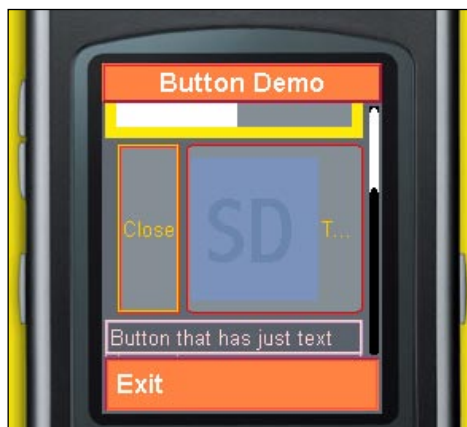 Button Demo
Close
SD
T...
Button that has just text
Exit